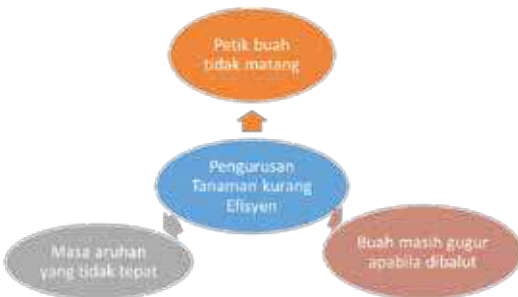 Petik buah
tidak matang
Pengurusan
Tanaman kurang
Efisyen
Masa aruhan
yang tidak tepat
Buah masih gugur
apabila dibalut